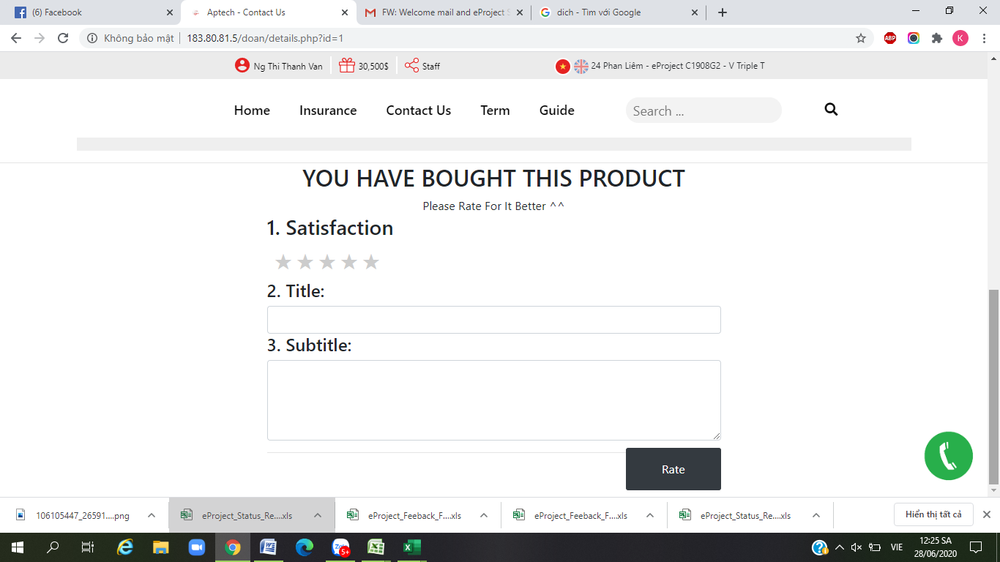 (6) Facebook
Aptech - Contact Us
FW: Welcome mail and eProject S
dich - Tìm với Google
Không bảo mật
183.80.81.5/doan/details.php?id=1
ABP
K
Ng Thi Thanh Van
30,500$
Staff
24 Phan Liêm - eProject C1908G2 - V Triple T
Home
Insurance
Contact Us
Term
Guide
Search ...
YOU HAVE BOUGHT THIS PRODUCT
Please Rate For It Better ^^
1. Satisfaction
2. Title:
3. Subtitle:
Rate
106105447_26591....png
eProject_Status_Re....xls
eProject_Feeback_F....xls
eProject_Feeback_F....xls
eProject_Status_Re....xls
Hiển thị tất cả
Zalo
5+
VIE
12:25 SA
28/06/2020